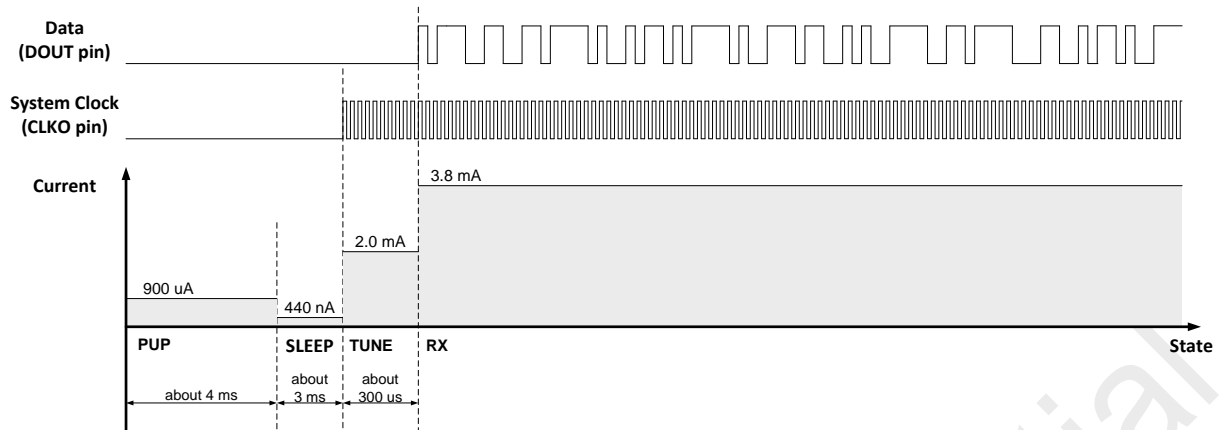 Data
(DOUT pin)
System Clock
(CLKO pin)
Current
3.8 mA
2.0 mA
900 uA
440 nA
PUP
SLEEP
TUNE
RX
State
about 4 ms
about
3 ms
about
300 us